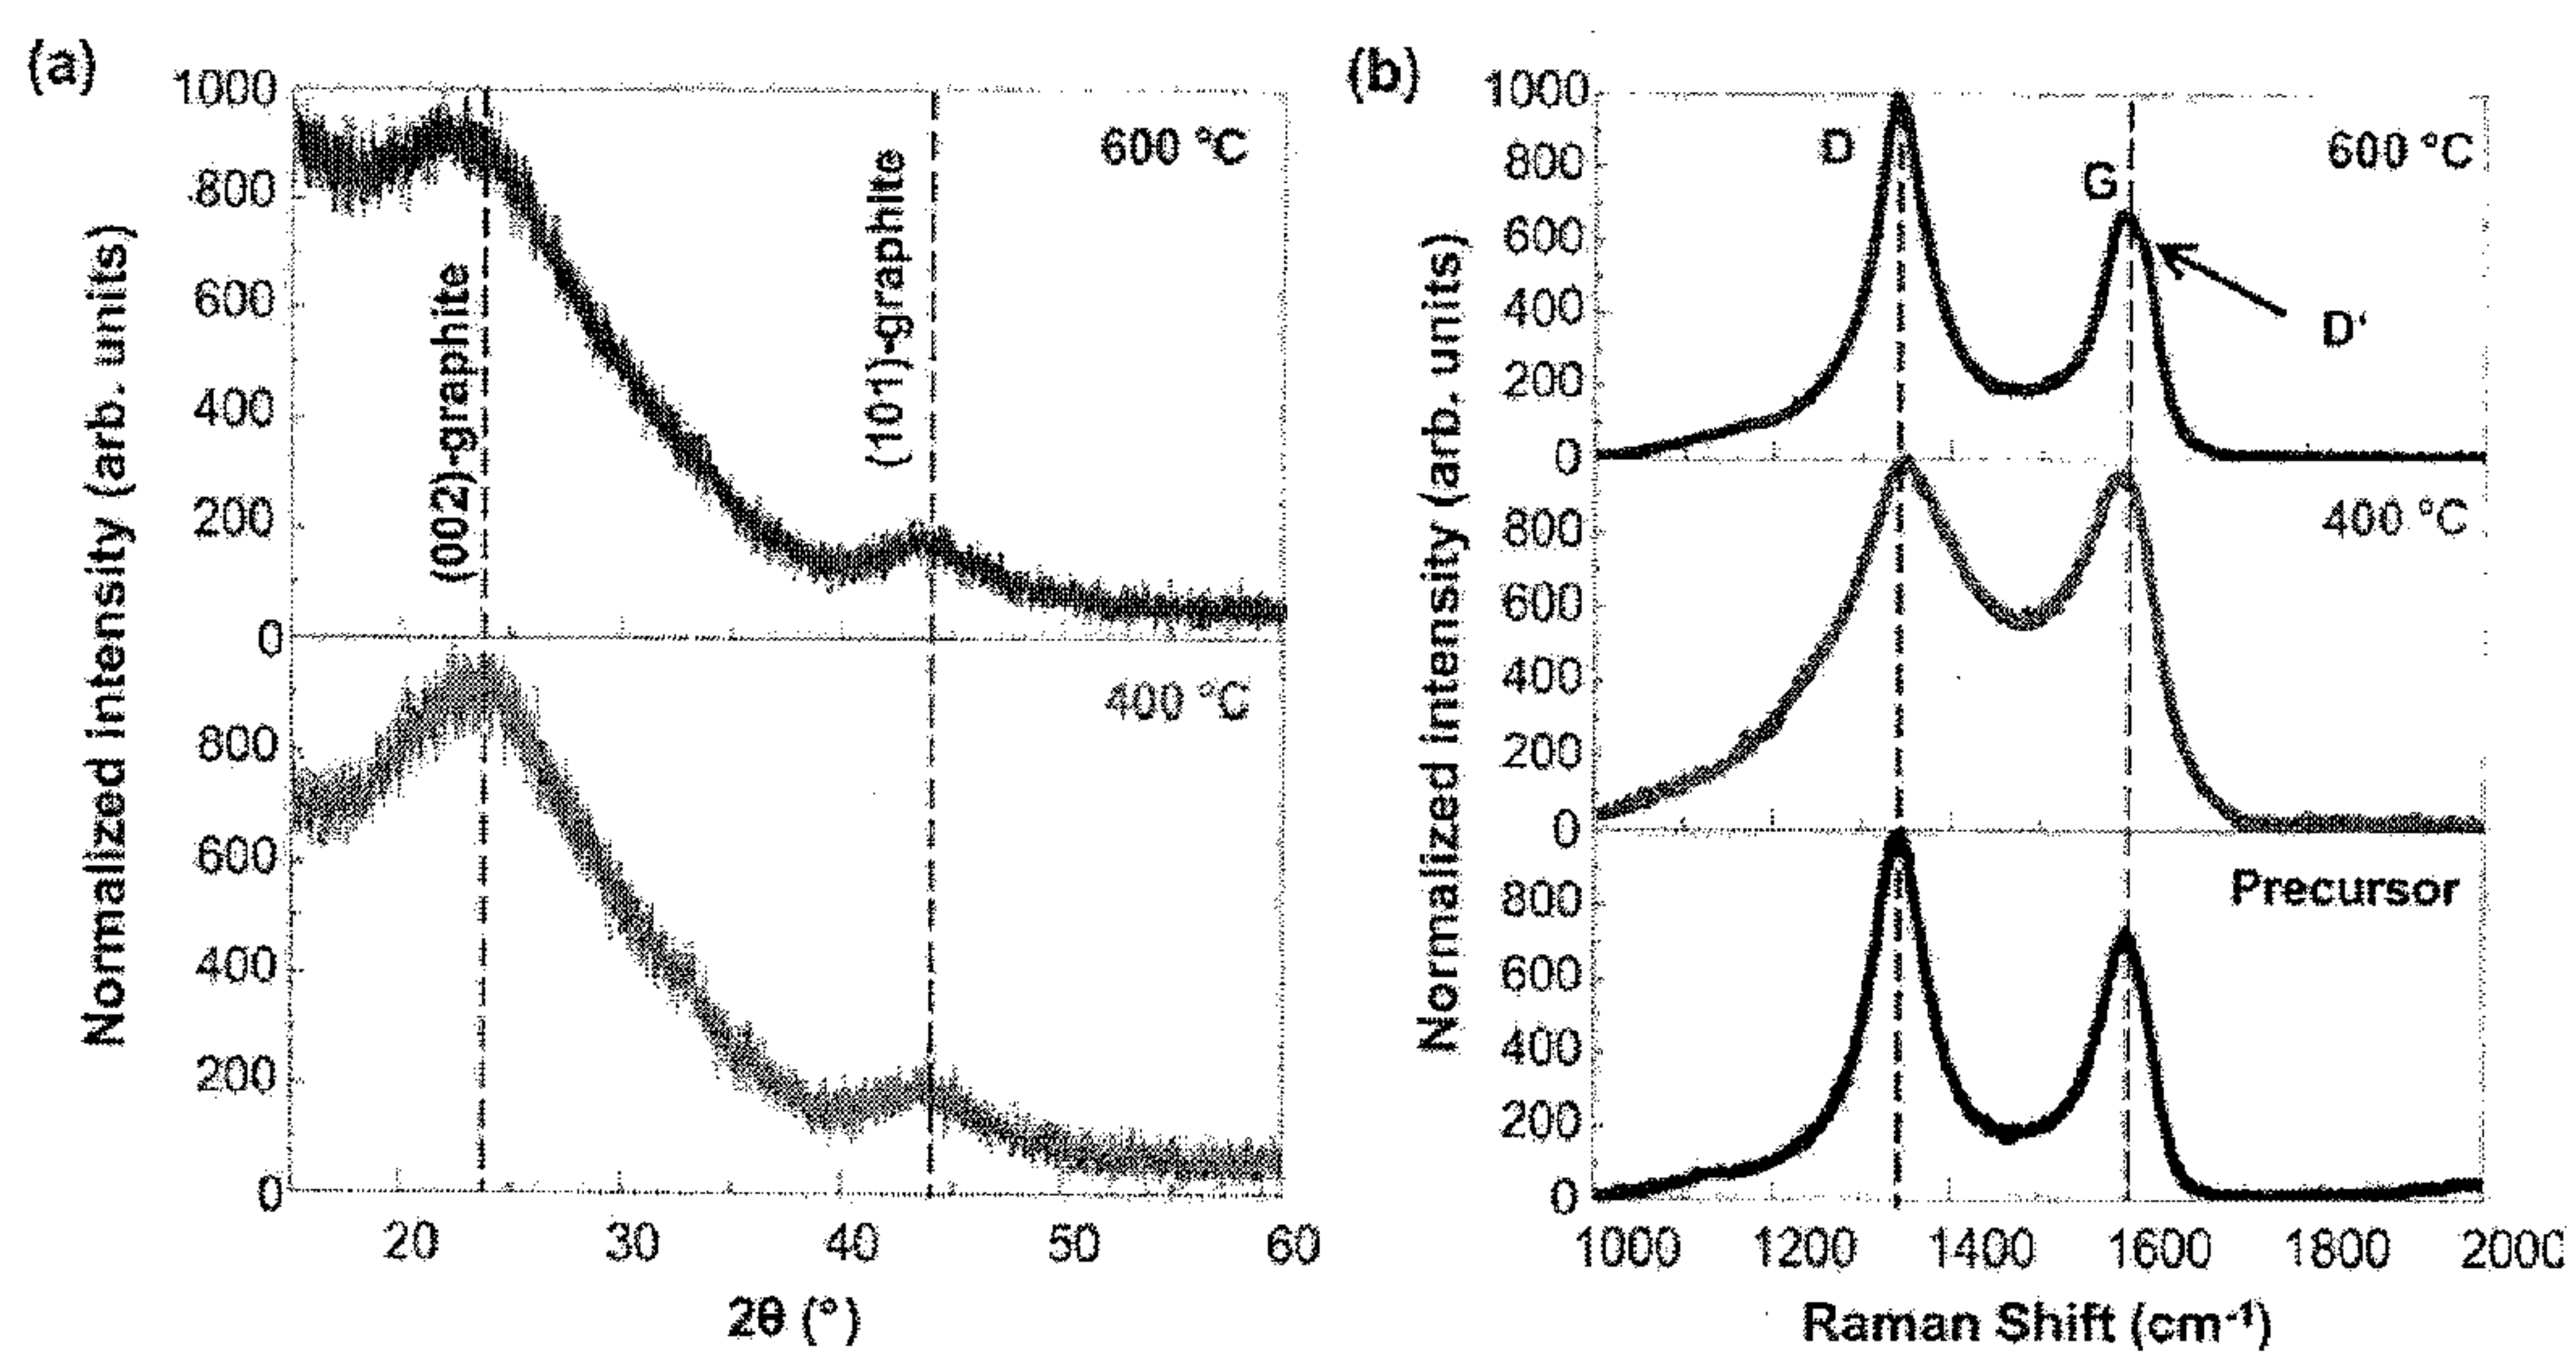 (a)
Normalized intensity (arb. units)
1000
800
600
400
200
0
800
600
400
200
0
(002)-graphite
(101)-graphite
600 °C
400 °C
20 30 40 50 60
2θ (°)
(b)
Normalized intensity (arb. units)
1000
800
600
400
200
0
800
600
400
200
0
800
600
400
200
0
D
G
D'
600 °C
400 °C
Precursor
1000 1200 1400 1600 1800 2000
Raman Shift (cm-1)